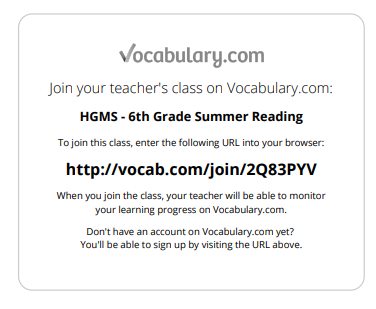 Vocabulary.com
Join your teacher's class on Vocabulary.com:
HGMS - 6th Grade Summer Reading
To join this class, enter the following URL into your browser:
http://vocab.com/join/2Q83PYV
When you join the class, your teacher will be able to monitor
your learning progress on Vocabulary.com.
Don't have an account on Vocabulary.com yet?
You'll be able to sign up by visiting the URL above.